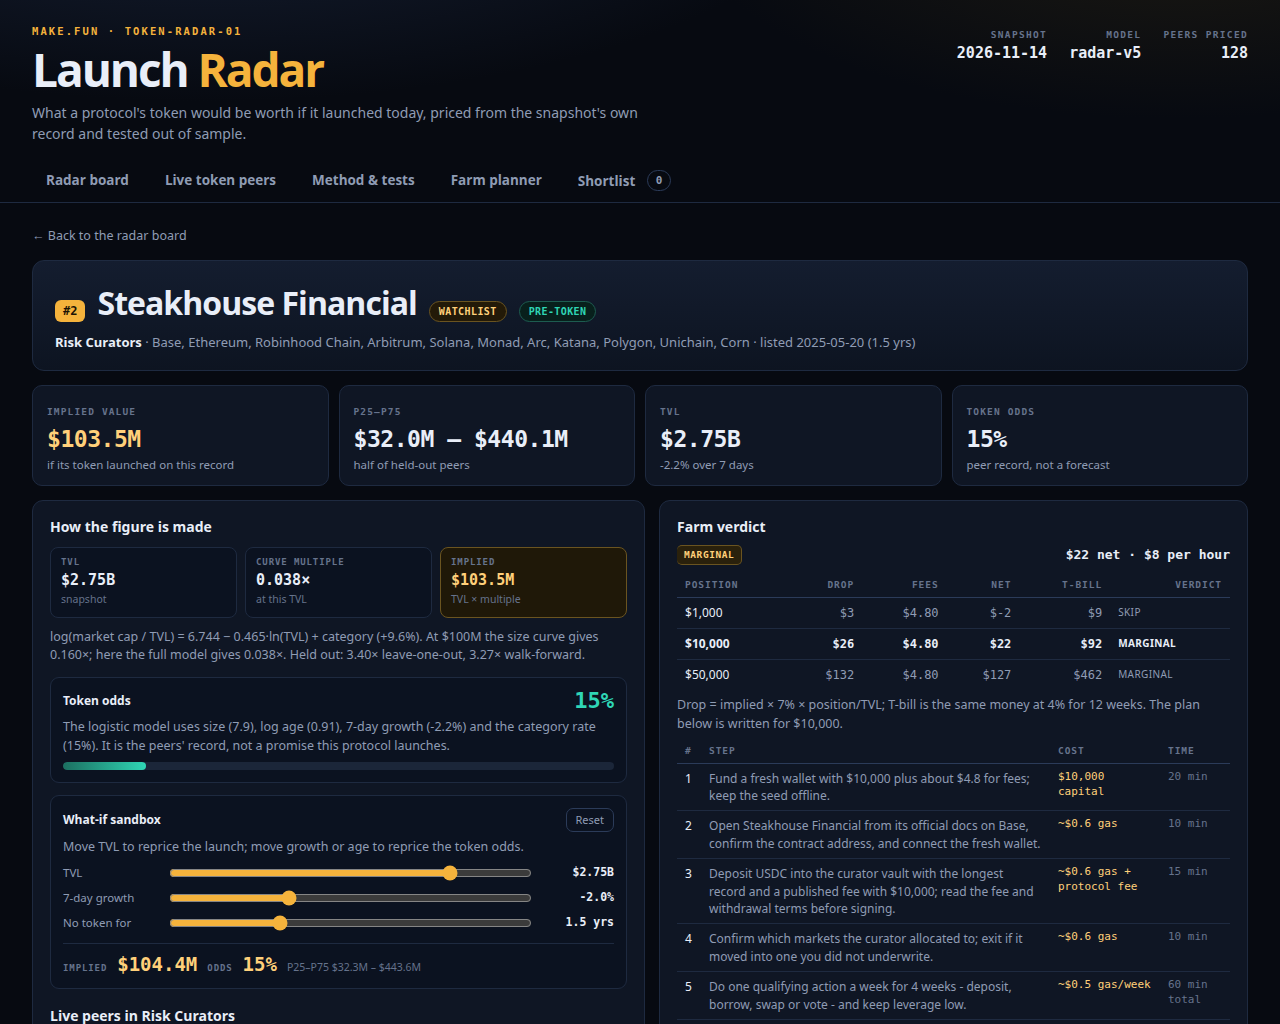 MAKE.FUN · TOKEN-RADAR-01
Launch Radar
What a protocol's token would be worth if it launched today, priced from the snapshot's own
record and tested out of sample.
SNAPSHOT
2026-11-14
MODEL
radar-v5
PEERS PRICED
128
Radar board
Live token peers
Method & tests
Farm planner
Shortlist 0
← Back to the radar board
#2 Steakhouse Financial WATCHLIST PRE-TOKEN
Risk Curators · Base, Ethereum, Robinhood Chain, Arbitrum, Solana, Monad, Arc, Katana, Polygon, Unichain, Corn · listed 2025-05-20 (1.5 yrs)
IMPLIED VALUE
$103.5M
if its token launched on this record
P25–P75
$32.0M — $440.1M
half of held-out peers
TVL
$2.75B
-2.2% over 7 days
TOKEN ODDS
15%
peer record, not a forecast
How the figure is made
TVL
$2.75B
snapshot
CURVE MULTIPLE
0.038×
at this TVL
IMPLIED
$103.5M
TVL × multiple
log(market cap / TVL) = 6.744 − 0.465·ln(TVL) + category (+9.6%). At $100M the size curve gives
0.160×; here the full model gives 0.038×. Held out: 3.40× leave-one-out, 3.27× walk-forward.
Token odds 15%
The logistic model uses size (7.9), log age (0.91), 7-day growth (-2.2%) and the category rate
(15%). It is the peers' record, not a promise this protocol launches.
What-if sandbox Reset
Move TVL to reprice the launch; move growth or age to reprice the token odds.
TVL $2.75B
7-day growth -2.0%
No token for 1.5 yrs
IMPLIED $104.4M ODDS 15% P25–P75 $32.3M – $443.6M
Live peers in Risk Curators
Farm verdict
MARGINAL $22 net · $8 per hour
POSITION DROP FEES NET T-BILL VERDICT
$1,000 $3 $4.80 $-2 $9 SKIP
$10,000 $26 $4.80 $22 $92 MARGINAL
$50,000 $132 $4.80 $127 $462 MARGINAL
Drop = implied × 7% × position/TVL; T-bill is the same money at 4% for 12 weeks. The plan
below is written for $10,000.
# STEP COST TIME
1 Fund a fresh wallet with $10,000 plus about $4.8 for fees; $10,000 20 min
keep the seed offline. capital
2 Open Steakhouse Financial from its official docs on Base, ~$0.6 gas 10 min
confirm the contract address, and connect the fresh wallet.
3 Deposit USDC into the curator vault with the longest ~$0.6 gas + 15 min
record and a published fee with $10,000; read the fee and protocol fee
withdrawal terms before signing.
4 Confirm which markets the curator allocated to; exit if it ~$0.6 gas 10 min
moved into one you did not underwrite.
5 Do one qualifying action a week for 4 weeks - deposit, ~$0.5 gas/week 60 min
borrow, swap or vote - and keep leverage low. total